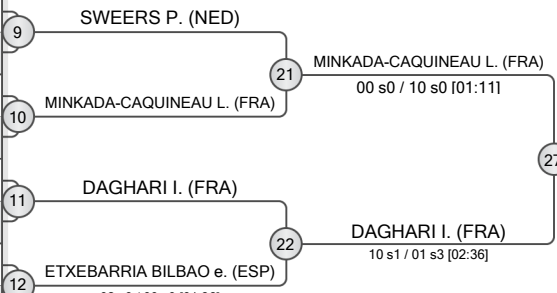 SWEERS P. (NED)
9
MINKADA-CAQUINEAU L. (FRA)
21
00 s0 / 10 s0 [01:11]
MINKADA-CAQUINEAU L. (FRA)
10
27
DAGHARI I. (FRA)
11
DAGHARI I. (FRA)
22
10 s1 / 01 s3 [02:36]
ETXEBARRIA BILBAO e. (ESP)
12